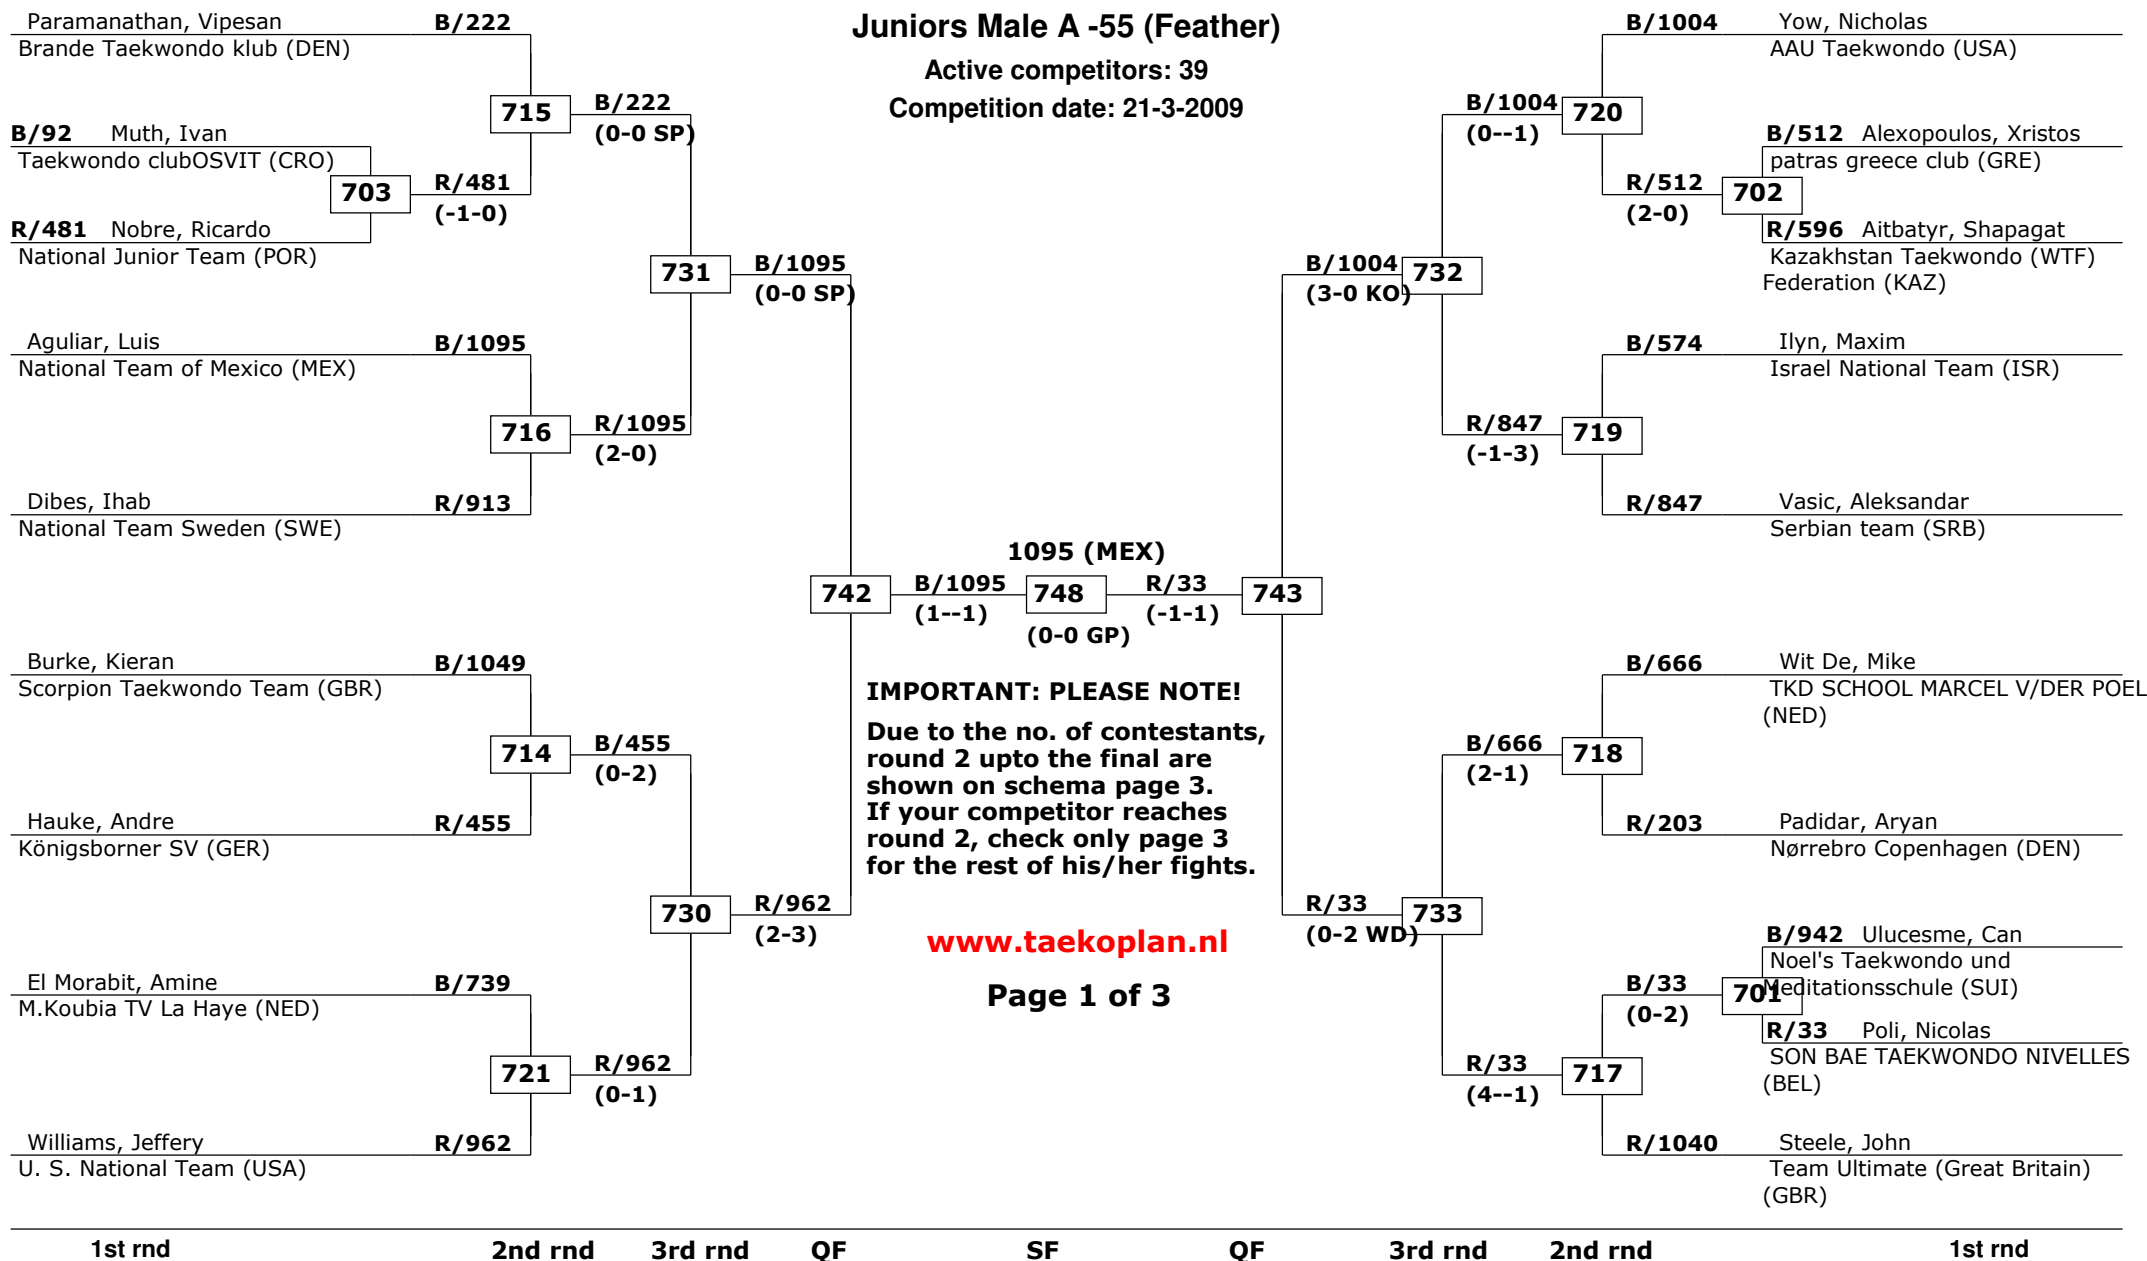 Juniors Male A -55 (Feather)
Active competitors: 39
Competition date: 21-3-2009
Paramanathan, Vipesan
B/222
Brande Taekwondo klub (DEN)
715
B/222
(0-0 SP)
B/92 Muth, Ivan
Taekwondo clubOSVIT (CRO)
703
R/481
(-1-0)
R/481 Nobre, Ricardo
National Junior Team (POR)
731
B/1095
(0-0 SP)
Aguliar, Luis
B/1095
National Team of Mexico (MEX)
716
R/1095
(2-0)
Dibes, Ihab
R/913
National Team Sweden (SWE)
742
B/1095
(1--1)
1095 (MEX)
748
(0-0 GP)
R/33
(-1-1)
743
Burke, Kieran
B/1049
Scorpion Taekwondo Team (GBR)
714
B/455
(0-2)
Hauke, Andre
R/455
Königsborner SV (GER)
730
R/962
(2-3)
El Morabit, Amine
B/739
M.Koubia TV La Haye (NED)
721
R/962
(0-1)
Williams, Jeffery
R/962
U. S. National Team (USA)
IMPORTANT: PLEASE NOTE!
Due to the no. of contestants,
round 2 upto the final are
shown on schema page 3.
If your competitor reaches
round 2, check only page 3
for the rest of his/her fights.
www.taekoplan.nl
Page 1 of 3
B/1004
Yow, Nicholas
AAU Taekwondo (USA)
B/1004
(0--1)
720
B/512 Alexopoulos, Xristos
patras greece club (GRE)
R/512
(2-0)
702
R/596 Aitbatyr, Shapagat
Kazakhstan Taekwondo (WTF)
Federation (KAZ)
B/1004
(3-0 KO)
732
B/574
Ilyn, Maxim
Israel National Team (ISR)
R/847
(-1-3)
719
R/847
Vasic, Aleksandar
Serbian team (SRB)
B/666
Wit De, Mike
TKD SCHOOL MARCEL V/DER POEL
(NED)
B/666
(2-1)
718
R/203
Padidar, Aryan
Nørrebro Copenhagen (DEN)
R/33
(0-2 WD)
733
B/942 Ulucesme, Can
Noel's Taekwondo und
Meditationsschule (SUI)
B/33
(0-2)
701
R/33 Poli, Nicolas
SON BAE TAEKWONDO NIVELLES
(BEL)
R/33
(4--1)
717
R/1040
Steele, John
Team Ultimate (Great Britain)
(GBR)
1st rnd 2nd rnd 3rd rnd QF SF QF 3rd rnd 2nd rnd 1st rnd